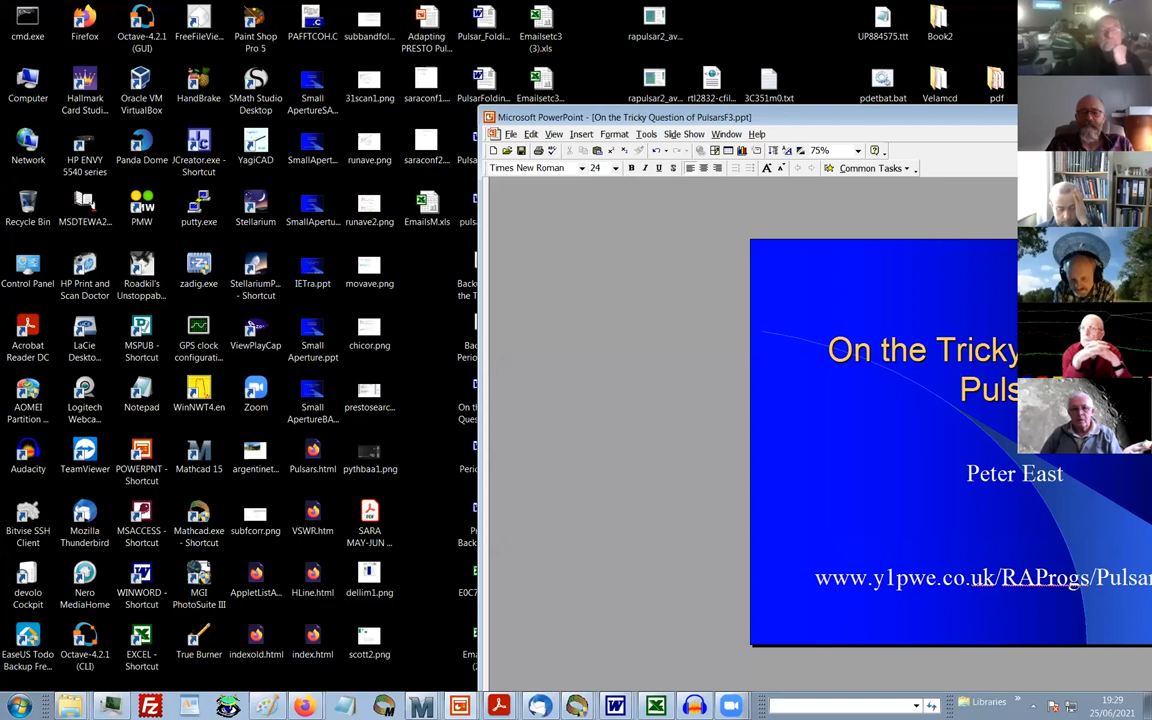 cmd.exe
Firefox
Octave-4.2.1
(GUI)
FreeFileView...
Paint Shop
Pro 5
PAFFTCOH.C
subbandfol...
Adapting
PRESTO Pul...
Pulsar_Foldi...
Emailsetc3
(3).xls
rapulsar2_av...
UP884575.ttt
Book2
Computer
Hallmark
Card Studi...
Oracle VM
VirtualBox
HandBrake
SMath Studio
Desktop
Small
ApertureSA...
31scan1.png
saraconf1...
PulsarFoldin...
Emailsetc3...
rapulsar2_av...
rtl2832-cfil...
3C351m0.txt
pdetbat.bat
Velamcd
pdf
Microsoft PowerPoint - [On the Tricky Question of PulsarsF3.ppt]
File Edit View Insert Format Tools Slide Show Window Help
75%
Times New Roman 24 B I U S Common Tasks
Network
HP ENVY
5540 series
Panda Dome
JCreator.exe -
Shortcut
YagiCAD
SmallApert...
runave.png
saraconf2...
Recycle Bin
MSDTEWA2...
PMW
putty.exe
Stellarium
SmallApertu...
runave2.png
EmailsM.xls
Control Panel
HP Print and
Scan Doctor
Roadkil's
Unstoppab...
zadig.exe
StellariumP...
- Shortcut
IETra.ppt
movave.png
Acrobat
Reader DC
LaCie
Deskto...
MSPUB -
Shortcut
GPS clock
configurati...
ViewPlayCap
Small
Aperture.ppt
chicor.png
AOMEI
Partition ...
Logitech
Webca...
Notepad
WinNWT4.en
Zoom
Small
ApertureBA...
prestosearc...
Audacity
TeamViewer
POWERPNT -
Shortcut
Mathcad 15
argentinet...
Pulsars.html
pythbaa1.png
Bitvise SSH
Client
Mozilla
Thunderbird
MSACCESS -
Shortcut
Mathcad.exe
- Shortcut
subfcorr.png
VSWR.htm
SARA
MAY-JUN ...
devolo
Cockpit
Nero
MediaHome
WINWORD -
Shortcut
MGI
PhotoSuite III
AppletListA...
HLine.html
dellim1.png
EaseUS Todo
Backup Fre...
Octave-4.2.1
(CLI)
EXCEL -
Shortcut
True Burner
indexold.html
index.html
scott2.png
On the Tricky
Puls
Peter East
www.y1pwe.co.uk/RAProgs/Pulsar
Libraries
19:29
25/06/2021